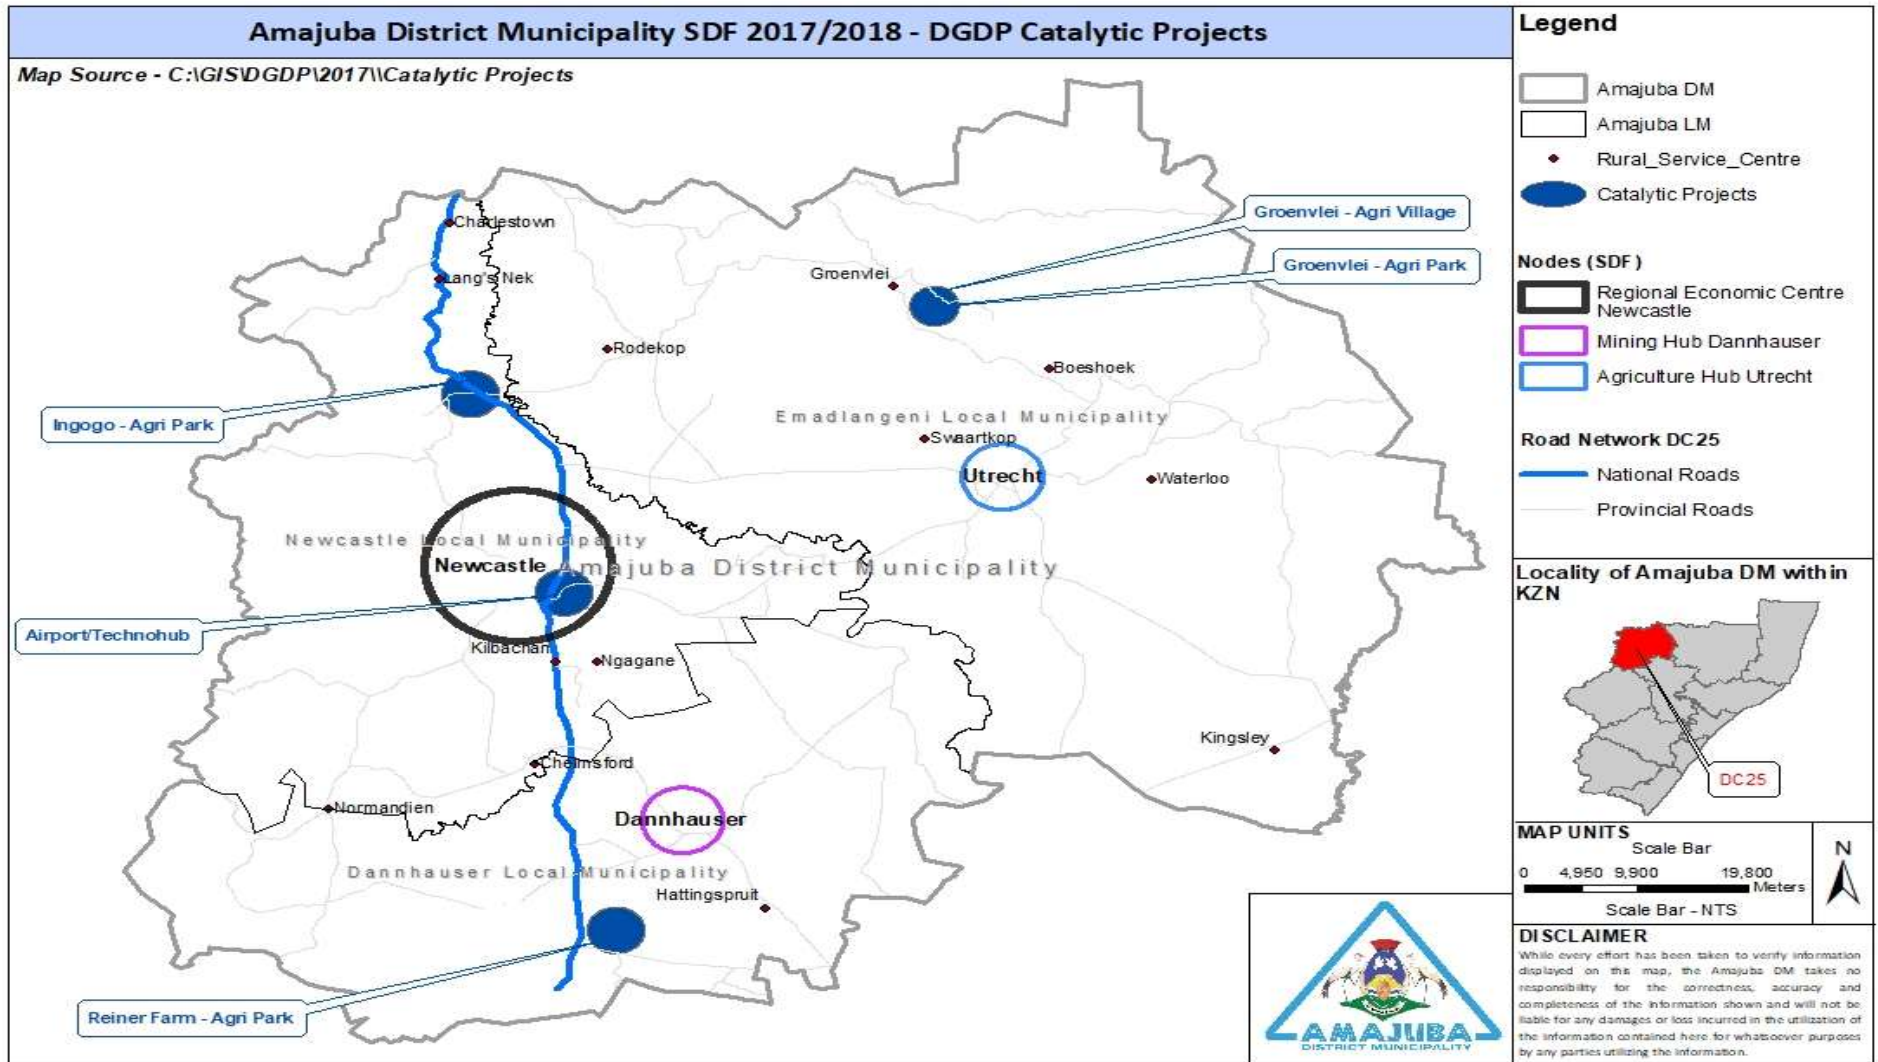 Amajuba District Municipality SDF 2017/2018 - DGDP Catalytic Projects
Map Source - C:\GIS\DGDP\2017\\Catalytic Projects
Charlestown
Lang's Nek
Groenvlei
Groenvlei - Agri Village
Groenvlei - Agri Park
Rodekop
Boeshoek
Ingogo - Agri Park
Emadlangeni Local Municipality
Swaartkop
Utrecht
Waterloo
Newcastle Local Municipality
Newcastle
Amajuba District Municipality
Airport/Technohub
Kilbachan
Ngagane
Kingsley
Chelmsford
Normandien
Dannhauser
Dannhauser Local Municipality
Hattingspruit
Reiner Farm - Agri Park
AMAJUBA
DISTRICT MUNICIPALITY
Legend
Amajuba DM
Amajuba LM
Rural_Service_Centre
Catalytic Projects
Nodes (SDF)
Regional Economic Centre
Newcastle
Mining Hub Dannhauser
Agriculture Hub Utrecht
Road Network DC25
National Roads
Provincial Roads
Locality of Amajuba DM within
KZN
DC25
MAP UNITS
Scale Bar
0 4,950 9,900 19,800
Meters
Scale Bar - NTS
N
DISCLAIMER
While every effort has been taken to verify information
displayed on this map, the Amajuba DM takes no
responsibility for the correctness, accuracy and
completeness of the information shown and will not be
liable for any damages or loss incurred in the utilization of
the information contained here for whatsoever purposes
by any parties utilizing the information.